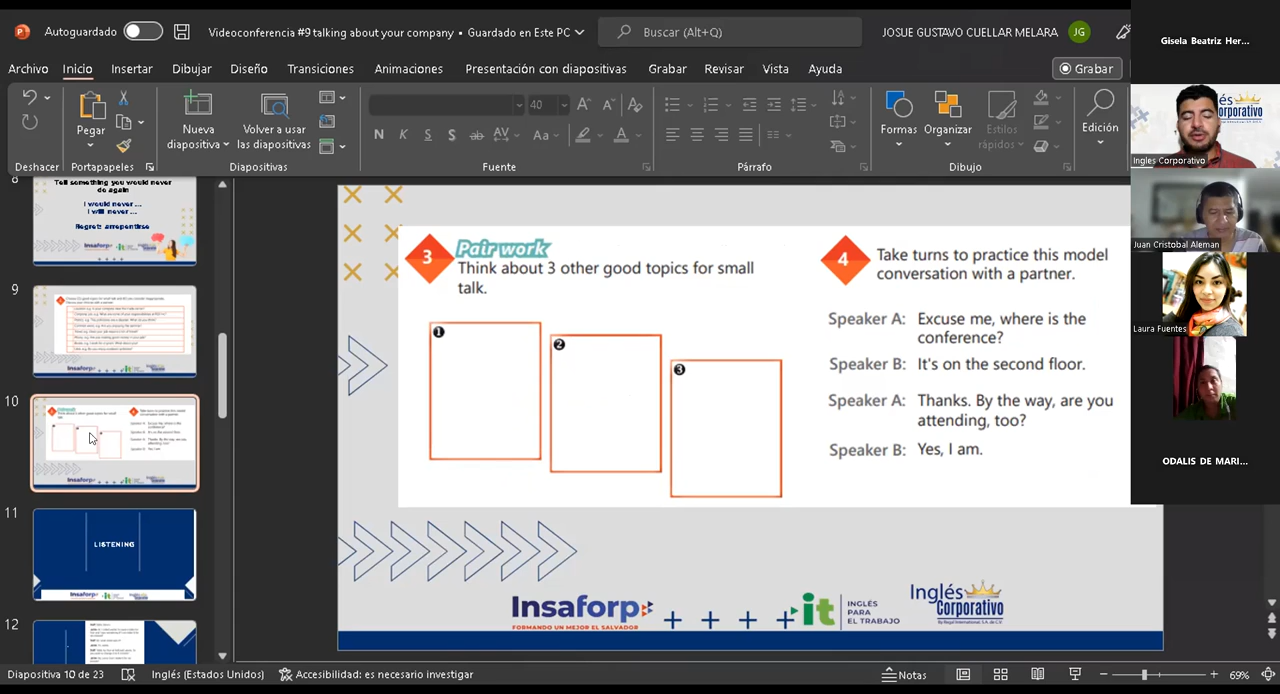 Autoguardado
Videoconferencia #9 talking about your company • Guardado en Este PC
Buscar (Alt+Q)
JOSUE GUSTAVO CUELLAR MELARA
JG
Archivo Inicio Insertar Dibujar Diseño Transiciones Animaciones Presentación con diapositivas Grabar Revisar Vista Ayuda
Grabar
Pegar
Nueva diapositiva
Volver a usar las diapositivas
40
N K S S ab AV Aa A
Formas
Organizar
Estilos rápidos
Edición
Deshacer Portapapeles Diapositivas Fuente Párrafo Dibujo
8
Tell something you would never
do again
I would never ...
I will never ...
Regret: arrepentirse
9
10
11
LISTENING
12
3
Pair work
Think about 3 other good topics for small
talk.
1
2
3
4
Take turns to practice this model
conversation with a partner.
Speaker A: Excuse me, where is the
conference?
Speaker B: It's on the second floor.
Speaker A: Thanks. By the way, are you
attending, too?
Speaker B: Yes, I am.
Insaforp
FORMANDO UN MEJOR EL SALVADOR
it
INGLÉS
PARA
EL TRABAJO
Inglés
Corporativo
By Regal International, S.A. de C.V.
Gisela Beatriz Her...
Ingles Corporativo
Juan Cristobal Aleman
Laura Fuentes
ODALIS DE MARI...
Diapositiva 10 de 23
Inglés (Estados Unidos)
Accesibilidad: es necesario investigar
Notas
69%